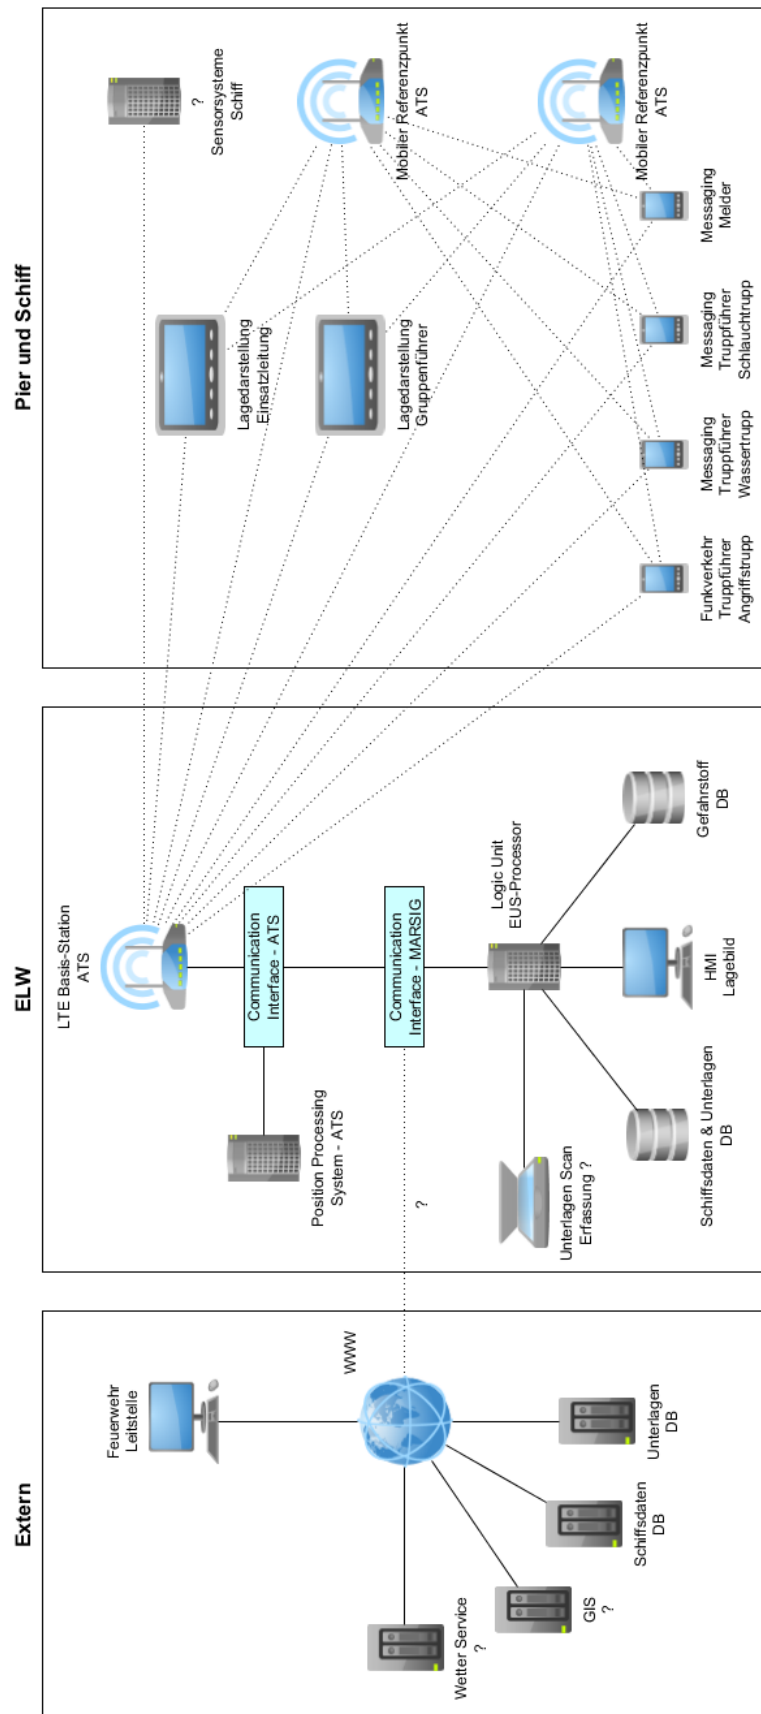 Extern
Feuerwehr
Leitstelle
WWW
Wetter Service
?
GIS
?
Schiffsdaten
DB
Unterlagen
DB
ELW
LTE Basis-Station
ATS
Position Processing
System - ATS
Communication
Interface - ATS
?
Communication
Interface - MARSIG
Unterlagen Scan
Erfassung ?
Logic Unit
EUS-Processor
Schiffsdaten & Unterlagen
DB
HMI
Lagebild
Gefahrstoff
DB
Pier und Schiff
?
Sensorsysteme
Schiff
Lagedarstellung
Einsatzleitung
Lagedarstellung
Gruppenführer
Mobiler Referenzpunkt
ATS
Mobiler Referenzpunkt
ATS
Funkverkehr
Truppführer
Angriffstrupp
Messaging
Truppführer
Wassertrupp
Messaging
Truppführer
Schlauchtrupp
Messaging
Melder